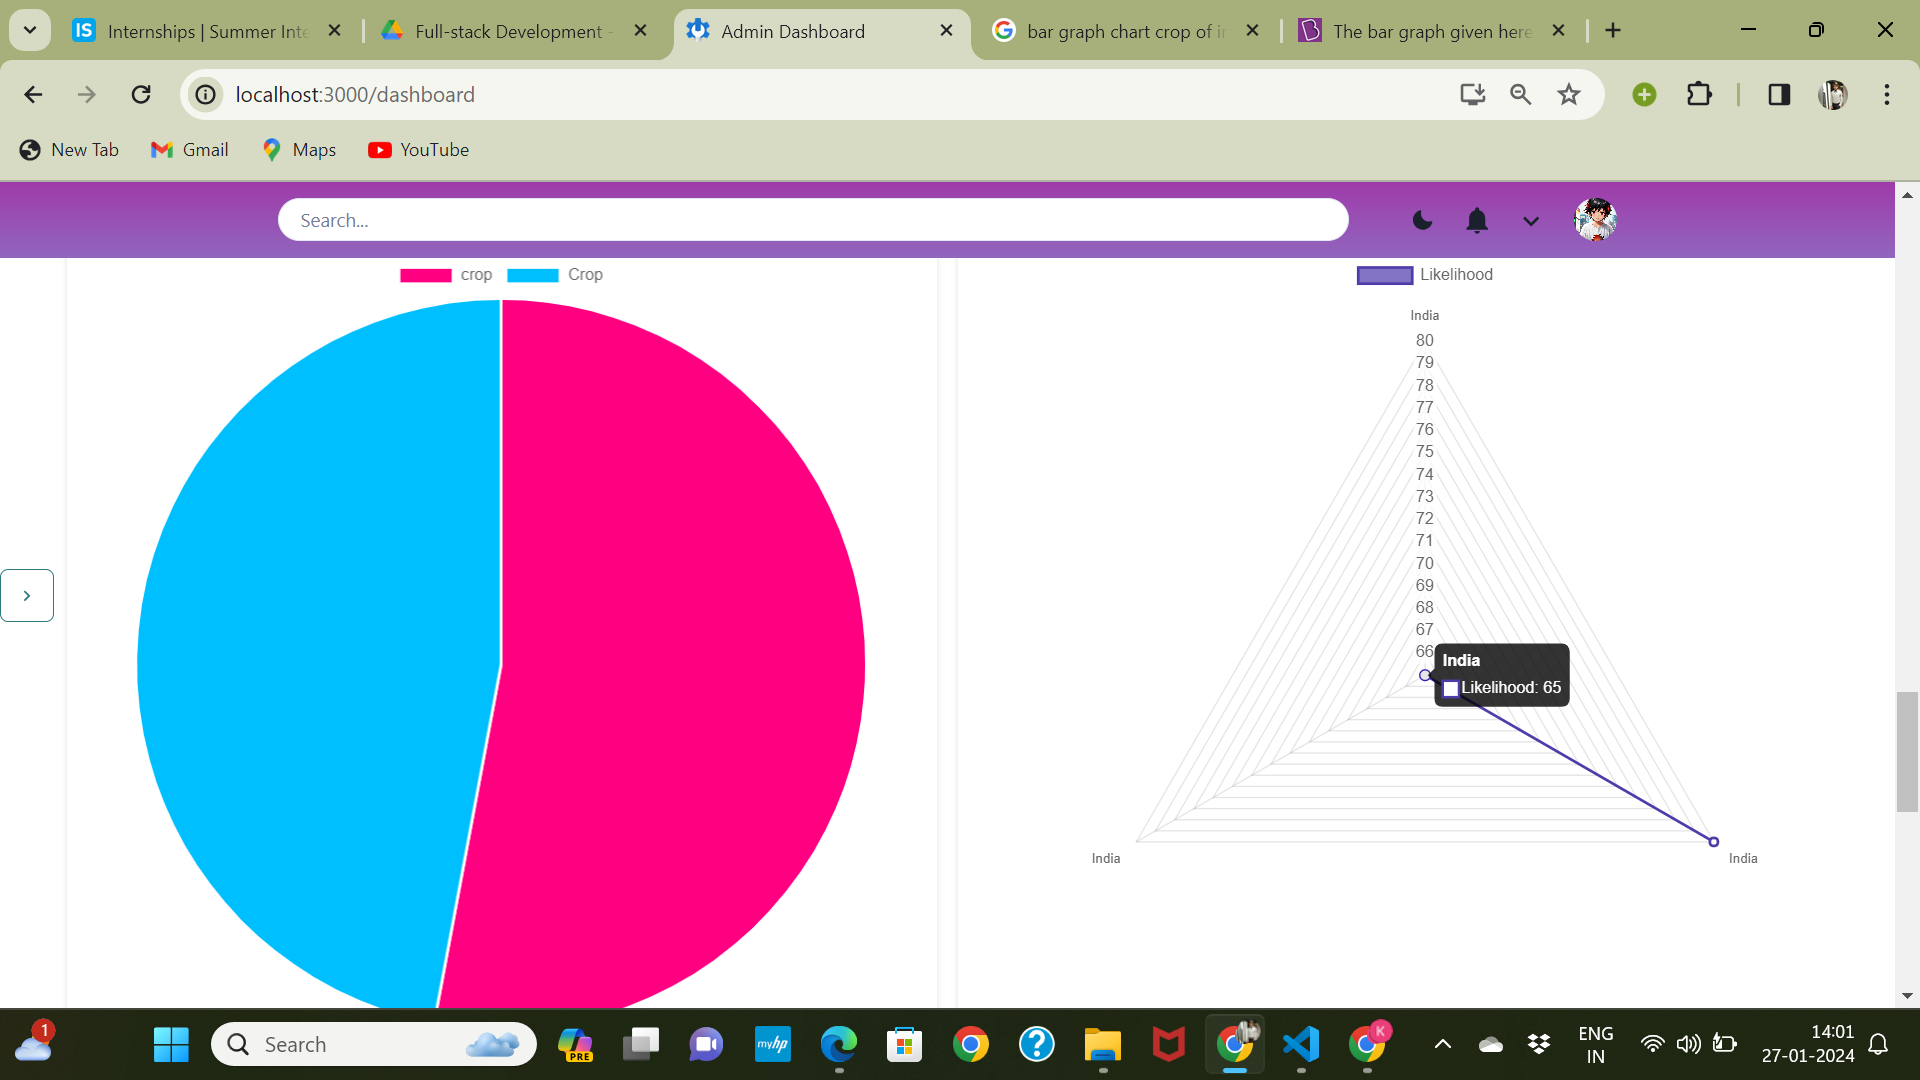 IS Internships | Summer Inte
Full-stack Development -
Admin Dashboard
bar graph chart crop of in
The bar graph given here
localhost:3000/dashboard
New Tab
Gmail
Maps
YouTube
Search...
crop
Crop
Likelihood
India
80
79
78
77
76
75
74
73
72
71
70
69
68
67
66
India
Likelihood: 65
India
India
1
Search
PRE
myhp
K
ENG
IN
14:01
27-01-2024